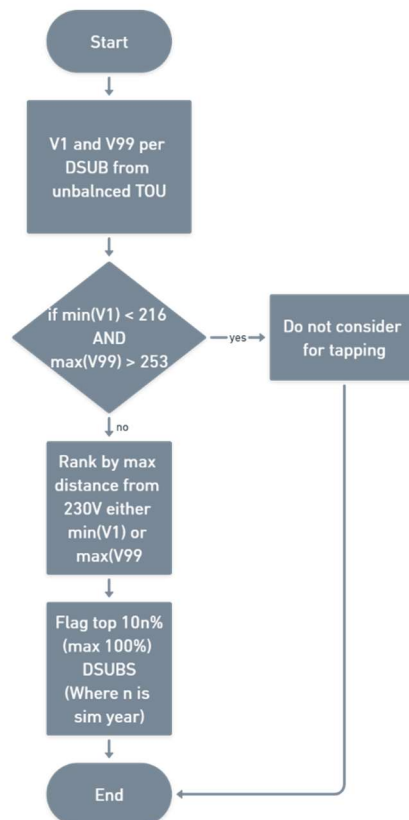 Start
V1 and V99 per
DSUB from
unbalnced TOU
if min(V1) < 216
AND
max(V99) > 253
yes
Do not consider
for tapping
no
Rank by max
distance from
230V either
min(V1) or
max(V99
Flag top 10n%
(max 100%)
DSUBS
(Where n is
sim year)
End